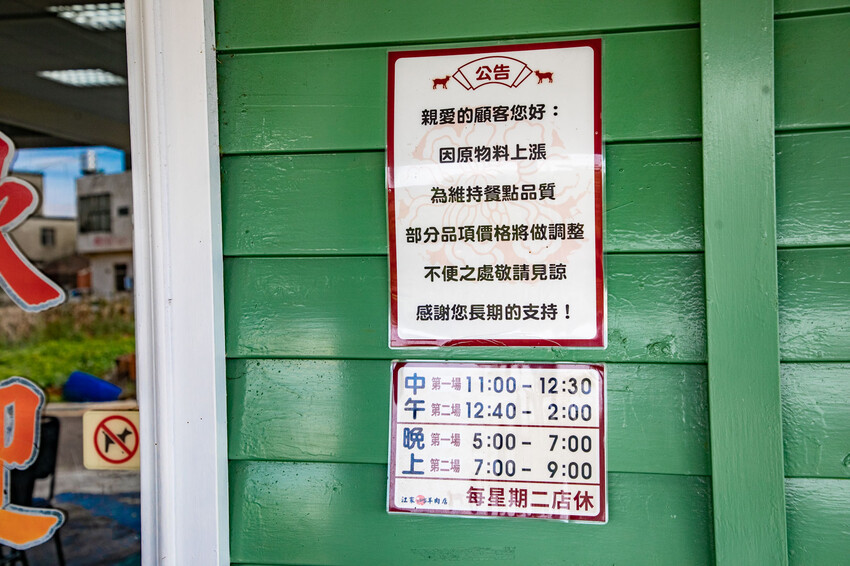 公告
親愛的顧客您好：
因原物料上漲
為維持餐點品質
部分品項價格將做調整
不便之處敬請見諒
感謝您長期的支持！
中午 第一場 11:00 - 12:30
第二場 12:40 - 2:00
晚上 第一場 5:00 - 7:00
第二場 7:00 - 9:00
每星期二店休